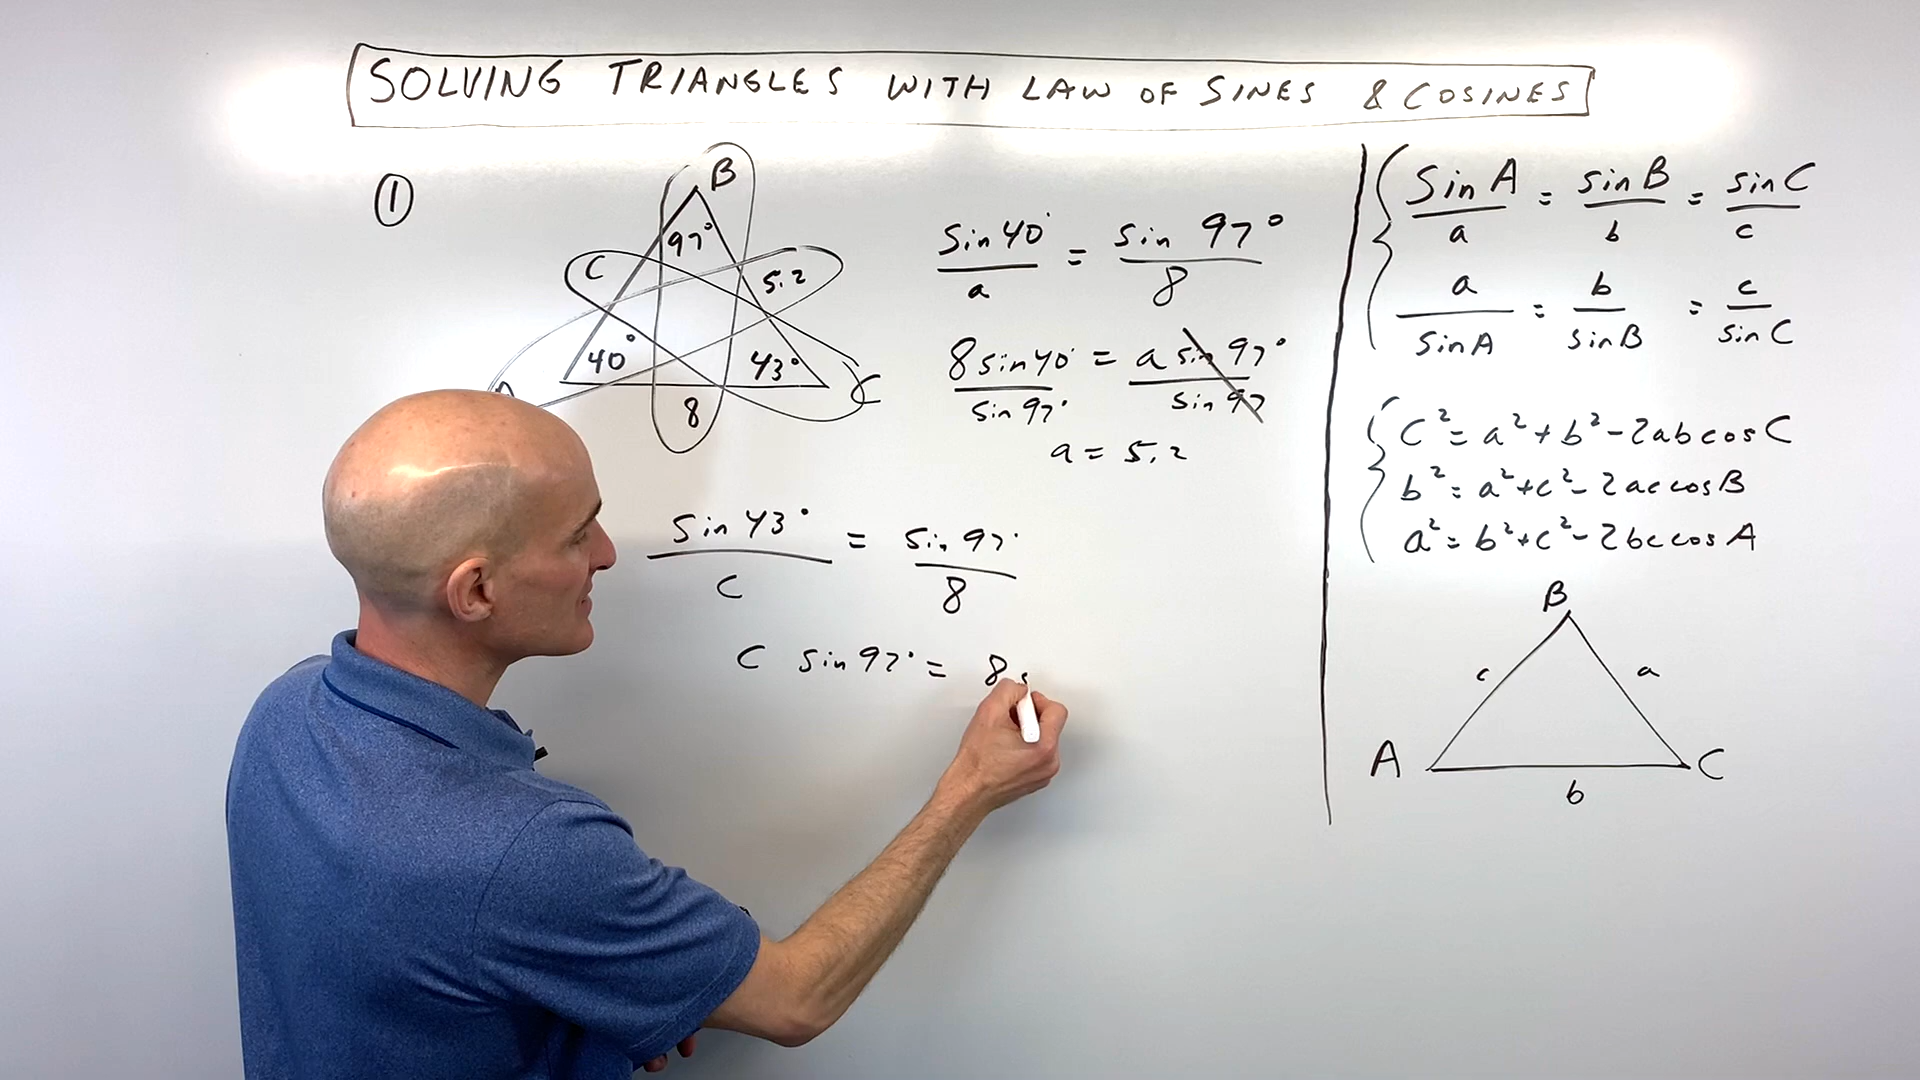 SOLVING TRIANGLES WITH LAW OF SINES & COSINES
①
B
97°
C
5.2
40°
43°
C
8
sin 40° / a = sin 97° / 8
8 sin 40° / sin 97° = a sin 97° / sin 97
a = 5.2
sin 43° / C = sin 97° / 8
C sin 97° = 8 s
Sin A / a = sin B / b = sin C / c
a / sin A = b / sin B = c / sin C
C² = a² + b² - 2ab cos C
b² = a² + c² - 2ac cos B
a² = b² + c² - 2bc cos A
B
c
a
A
C
b